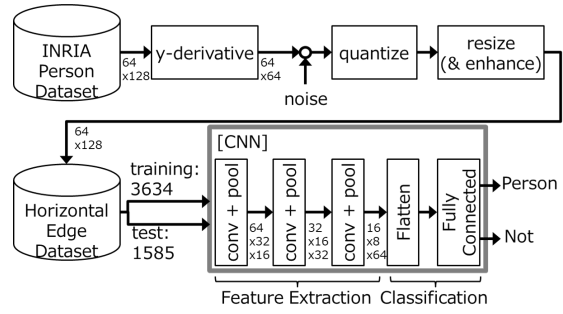 INRIA
Person
Dataset
64
x128
y-derivative
64
x64
noise
quantize
resize
(& enhance)
64
x128
Horizontal
Edge
Dataset
training:
3634
test:
1585
[CNN]
conv + pool
64
x32
x16
conv + pool
32
x16
x32
conv + pool
16
x8
x64
Flatten
Fully
Connected
Person
Not
Feature Extraction
Classification